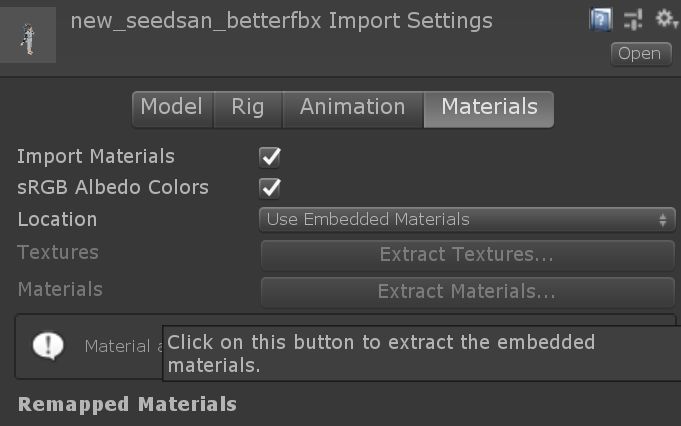 new_seedsan_betterfbx Import Settings
Open
Model Rig Animation Materials
Import Materials
sRGB Albedo Colors
Location Use Embedded Materials
Textures Extract Textures...
Materials Extract Materials...
Material
Click on this button to extract the embedded
materials.
Remapped Materials